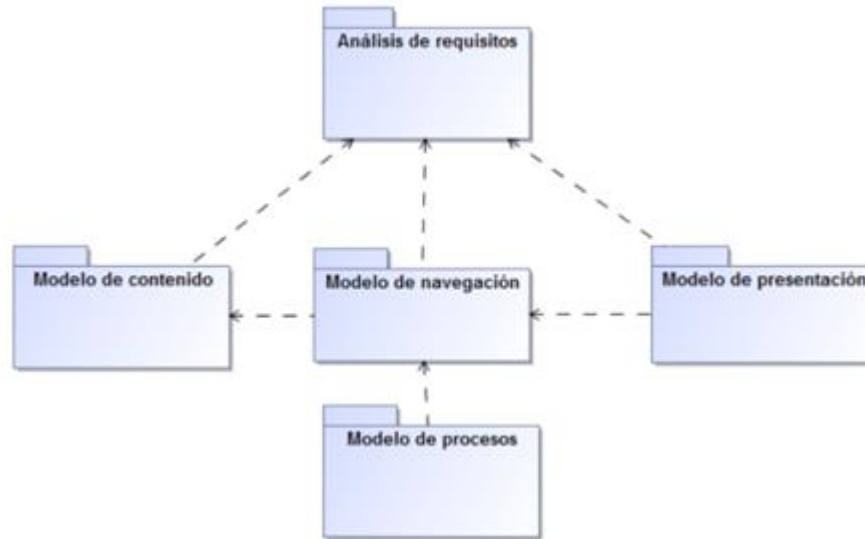 Análisis de requisitos
Modelo de contenido
Modelo de navegación
Modelo de presentación
Modelo de procesos